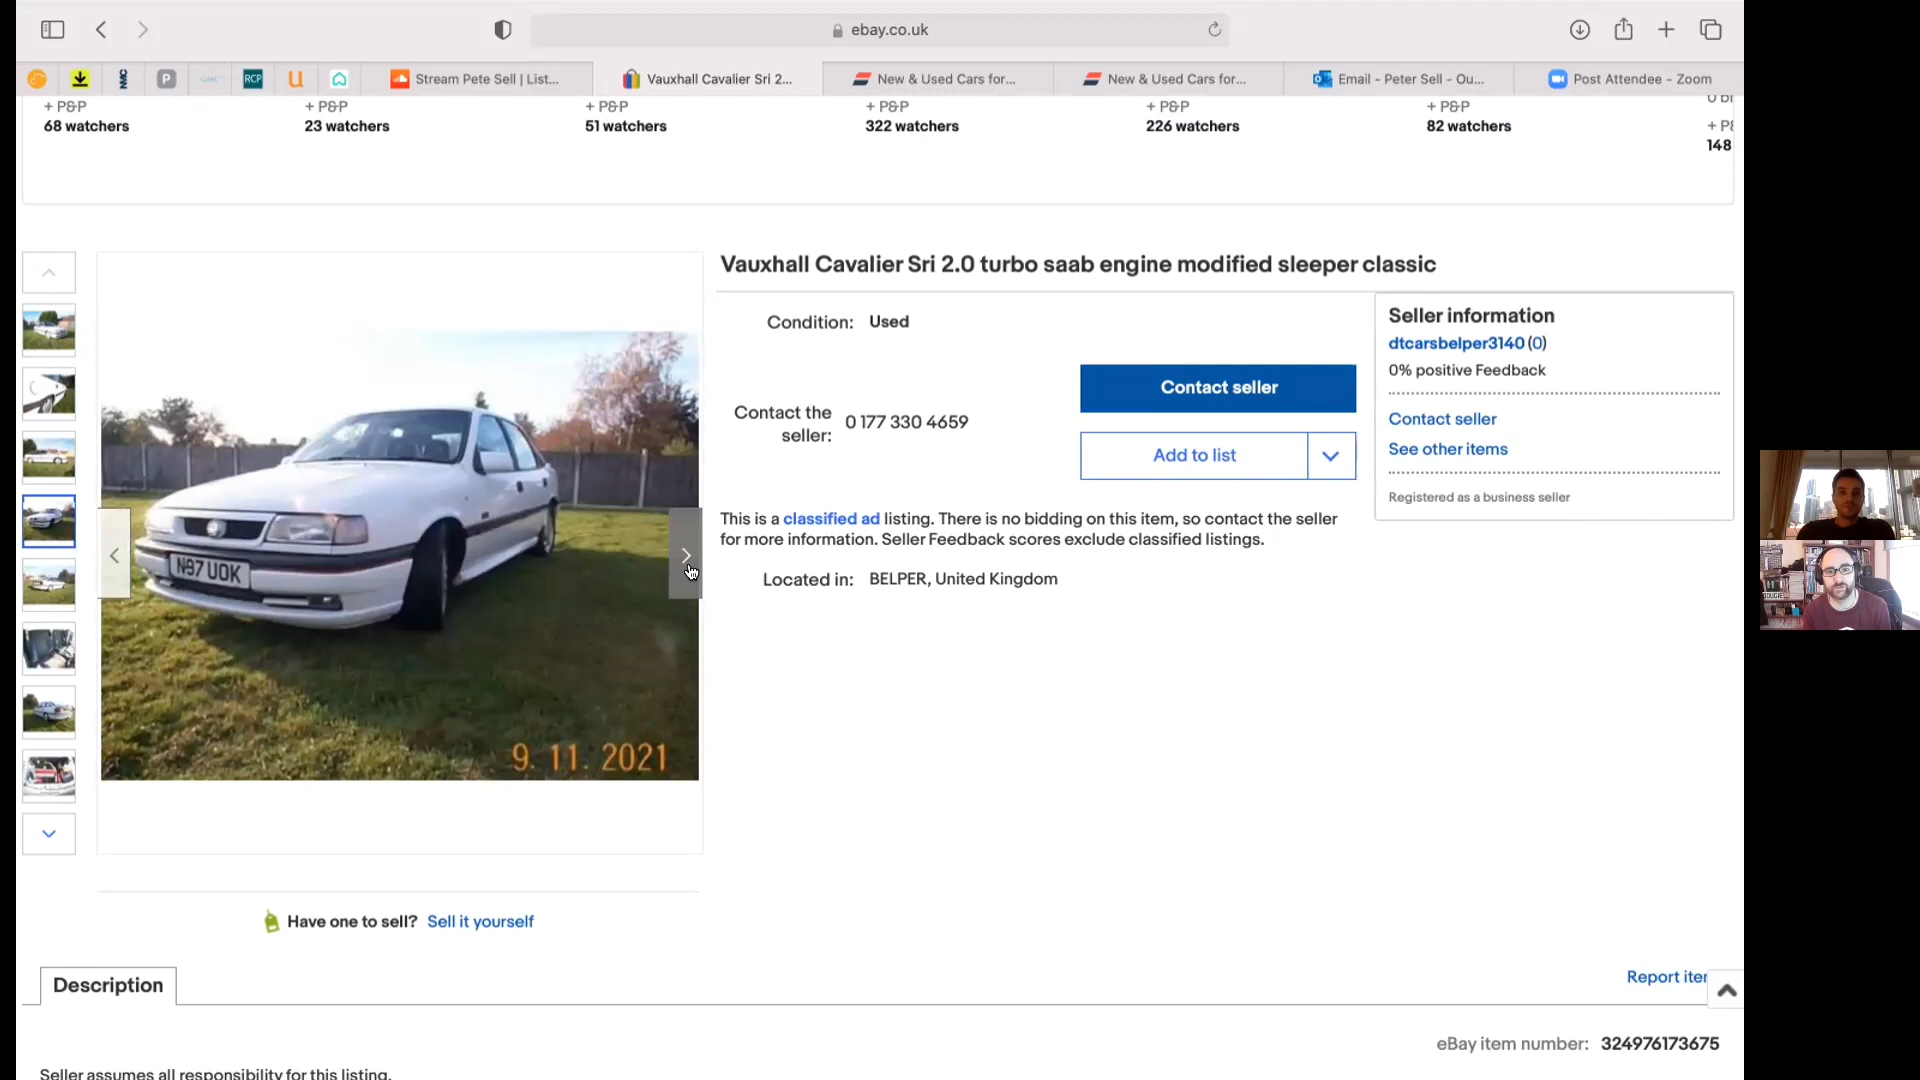 ebay.co.uk
NMC
P
GMC
RCP
Stream Pete Sell | List...
Vauxhall Cavalier Sri 2...
New & Used Cars for...
New & Used Cars for...
Email - Peter Sell - Ou...
Post Attendee - Zoom
+ P&P
68 watchers
+ P&P
23 watchers
+ P&P
51 watchers
+ P&P
322 watchers
+ P&P
226 watchers
+ P&P
82 watchers
148
Vauxhall Cavalier Sri 2.0 turbo saab engine modified sleeper classic
Condition: Used
Contact the
seller: 0 177 330 4659
Contact seller
Add to list
This is a classified ad listing. There is no bidding on this item, so contact the seller
for more information. Seller Feedback scores exclude classified listings.
Located in: BELPER, United Kingdom
Seller information
dtcarsbelper3140 (0)
0% positive Feedback
Contact seller
See other items
Registered as a business seller
N97 UOK
9. 11. 2021
Have one to sell? Sell it yourself
Description
Report iter
eBay item number: 324976173675
Seller assumes all responsibility for this listing.